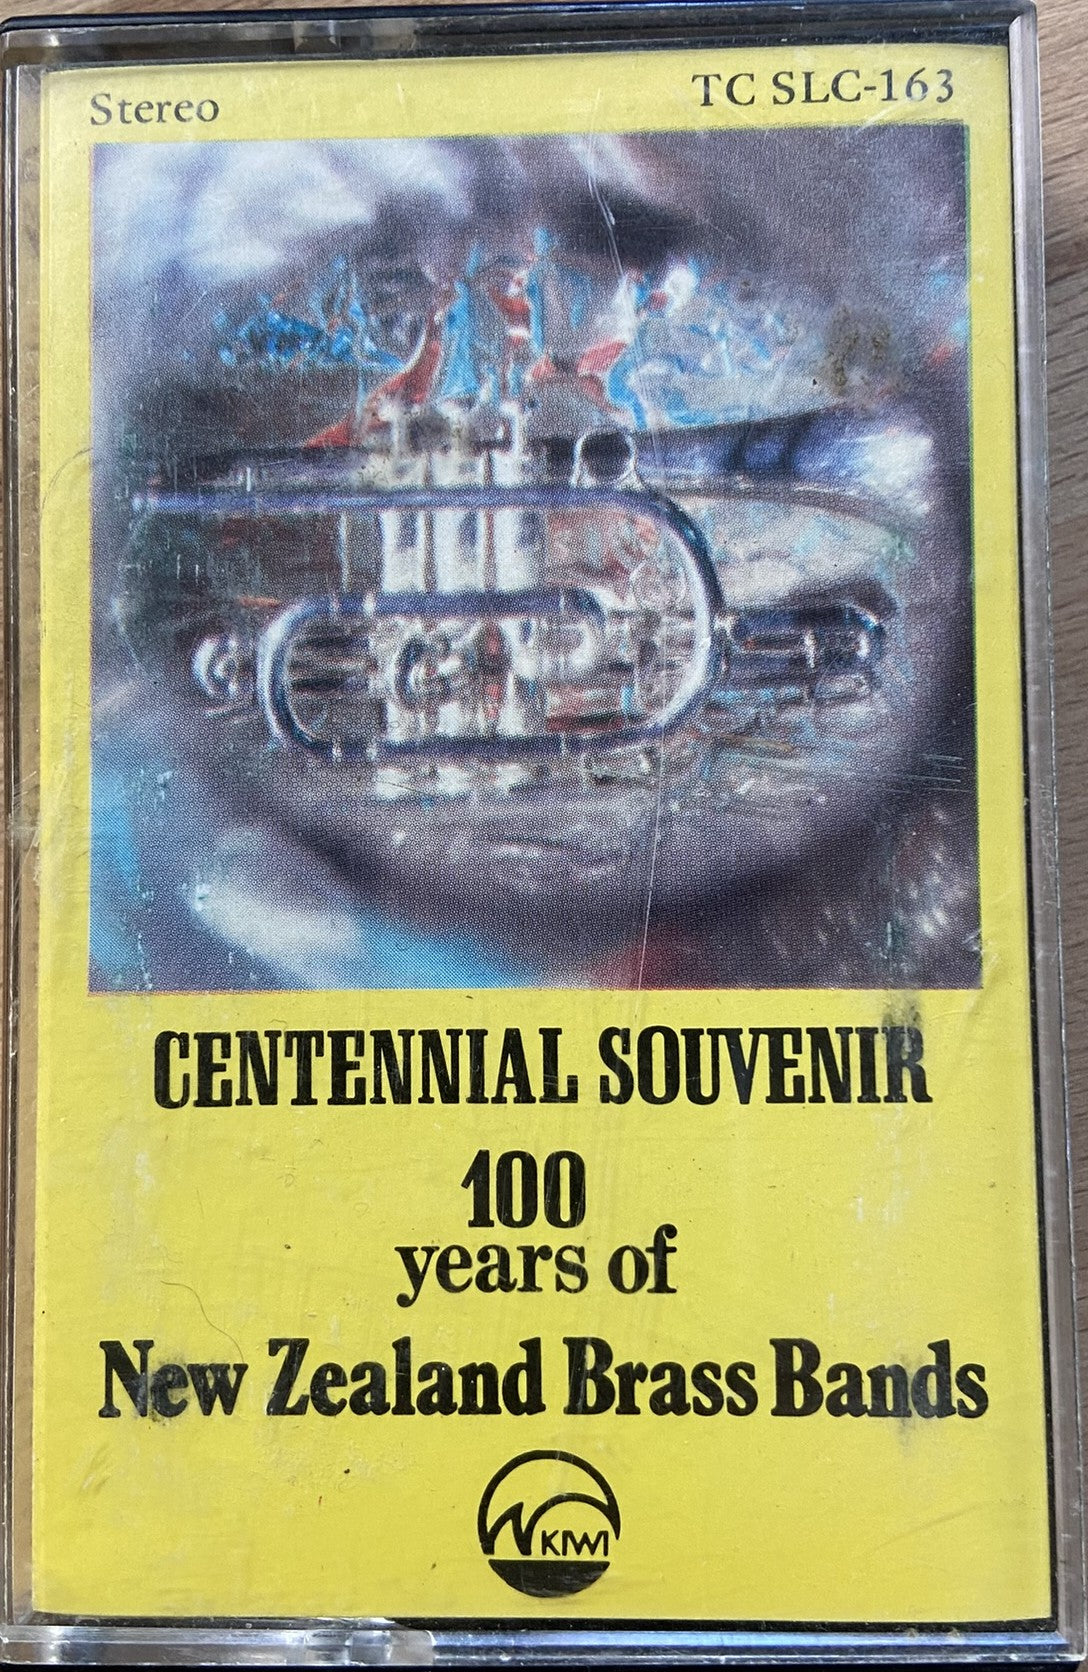 Stereo
TC SLC-163
CENTENNIAL SOUVENIR
100
years of
New Zealand Brass Bands
KIWI